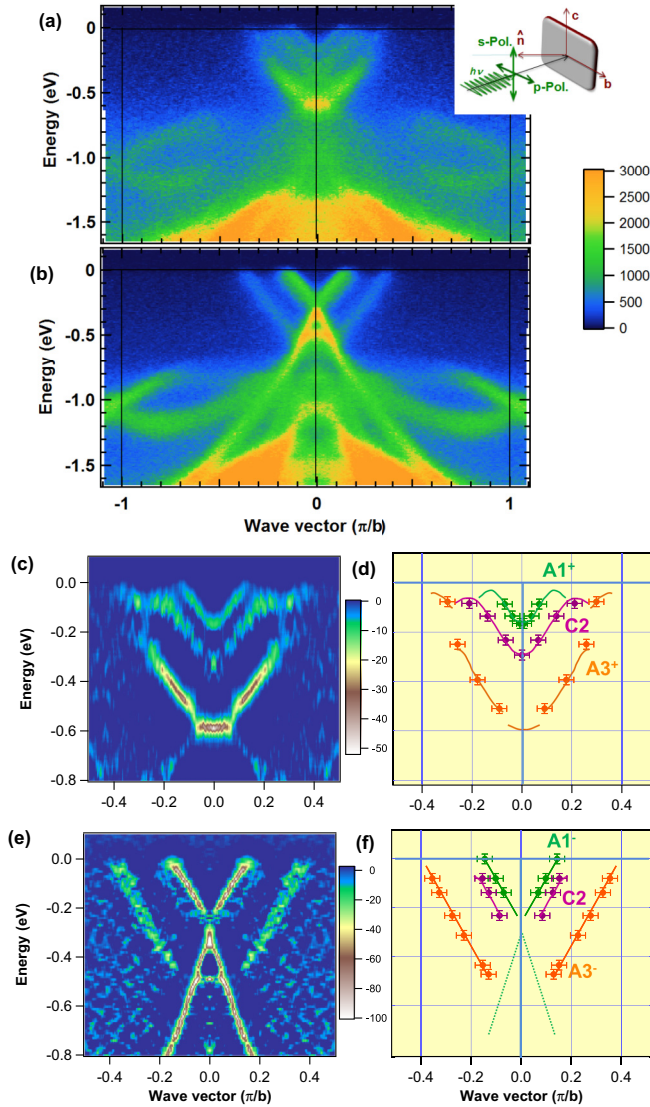 (a)
0
-0.5
-1.0
-1.5
Energy (eV)
s-Pol.
n̂
c
hν
p-Pol.
b
3000
2500
2000
1500
1000
500
0
(b)
0
-0.5
-1.0
-1.5
Energy (eV)
-1 0 1
Wave vector (π/b)
(c)
0.0
-0.2
-0.4
-0.6
-0.8
Energy (eV)
-0.4 -0.2 0.0 0.2 0.4
0
-10
-20
-30
-40
-50
(d)
A1⁺
C2
A3⁺
-0.4 -0.2 0.0 0.2 0.4
(e)
0.0
-0.2
-0.4
-0.6
-0.8
Energy (eV)
-0.4 -0.2 0.0 0.2 0.4
Wave vector (π/b)
0
-20
-40
-60
-80
-100
(f)
A1⁻
C2
A3⁻
-0.4 -0.2 0.0 0.2 0.4
Wave vector (π/b)